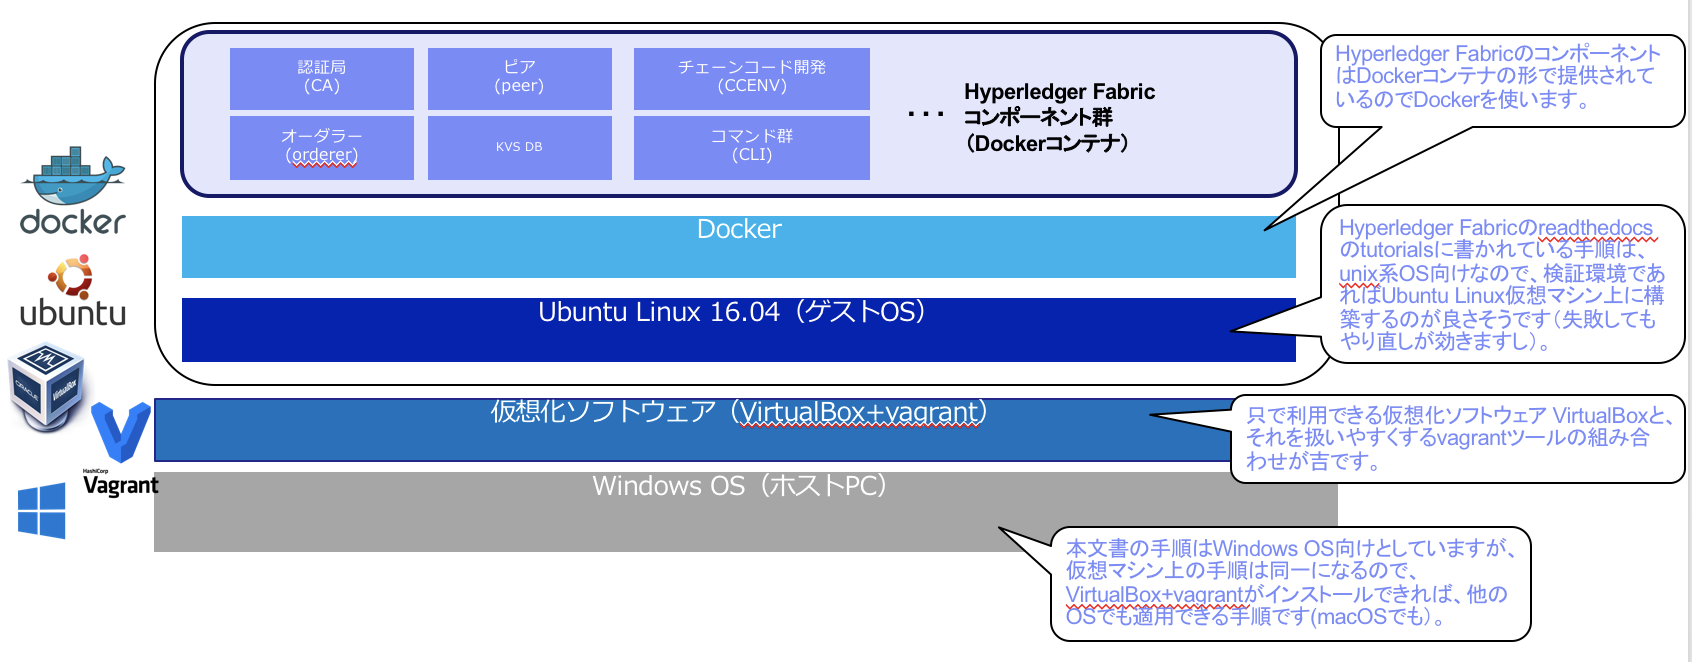 認証局
(CA)
ピア
(peer)
チェーンコード開発
(CCENV)
オーダラー
(orderer)
KVS DB
コマンド群
(CLI)
･･･
Hyperledger Fabric
コンポーネント群
（Dockerコンテナ）
Hyperledger Fabricのコンポーネント
はDockerコンテナの形で提供されて
いるのでDockerを使います。
docker
Docker
Hyperledger Fabricのreadthedocs
のtutorialsに書かれている手順は、
unix系OS向けなので、検証環境であ
ればUbuntu Linux仮想マシン上に構
築するのが良さそうです（失敗しても
やり直しが効きますし）。
ubuntu
Ubuntu Linux 16.04（ゲストOS）
ORACLE
VirtualBox
仮想化ソフトウェア（VirtualBox+vagrant）
只で利用できる仮想化ソフトウェア VirtualBoxと、
それを扱いやすくするvagrantツールの組み合
わせが吉です。
HashiCorp
Vagrant
Windows OS（ホストPC）
本文書の手順はWindows OS向けとしていますが、
仮想マシン上の手順は同一になるので、
VirtualBox+vagrantがインストールできれば、他の
OSでも適用できる手順です(macOSでも）。